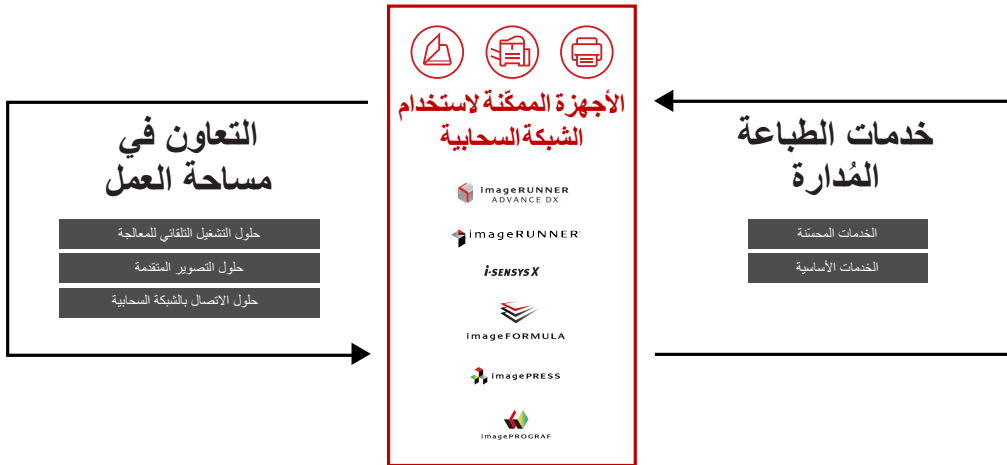 خدمات الطباعة
المُدارة
الخدمات المحسّنة
الخدمات الأساسية
الأجهزة الممكّنة لاستخدام
الشبكة السحابية
imageRUNNER
ADVANCE DX
imageRUNNER
i-SENSYS X
imageFORMULA
imagePRESS
imagePROGRAF
التعاون في
مساحة العمل
حلول التشغيل التلقائي للمعالجة
حلول التصوير المتقدمة
حلول الاتصال بالشبكة السحابية